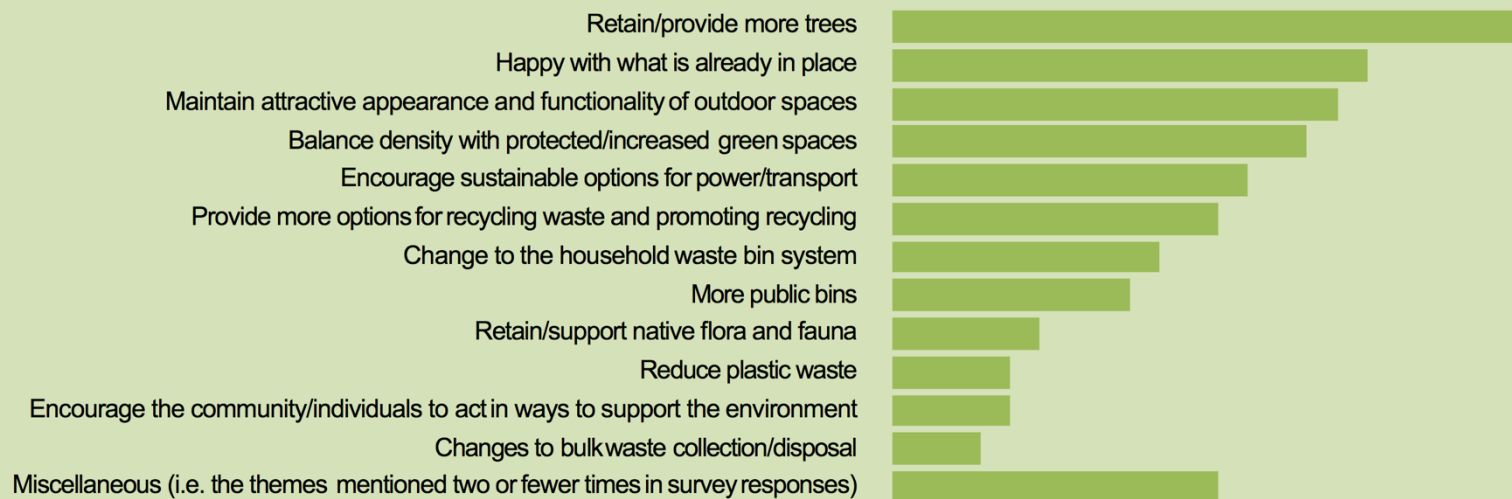 Retain/provide more trees
Happy with what is already in place
Maintain attractive appearance and functionality of outdoor spaces
Balance density with protected/increased green spaces
Encourage sustainable options for power/transport
Provide more options for recycling waste and promoting recycling
Change to the household waste bin system
More public bins
Retain/support native flora and fauna
Reduce plastic waste
Encourage the community/individuals to act in ways to support the environment
Changes to bulk waste collection/disposal
Miscellaneous (i.e. the themes mentioned two or fewer times in survey responses)